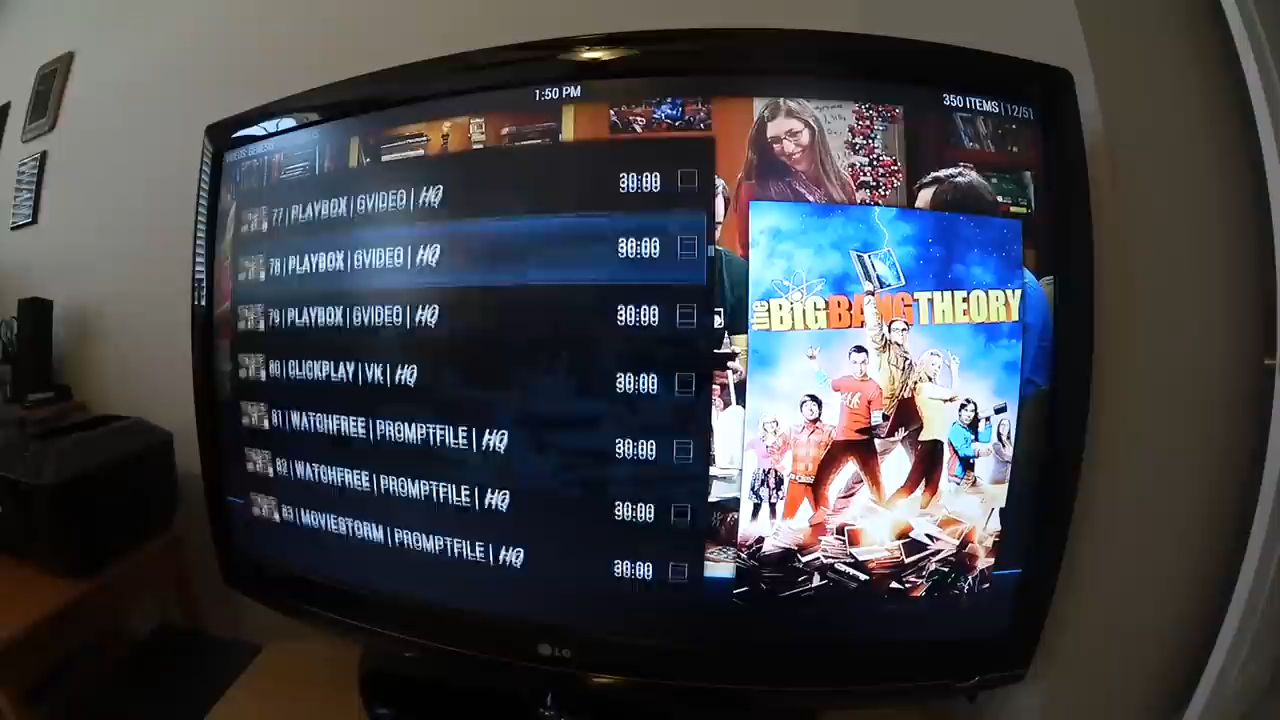 1:50 PM
350 ITEMS | 12/51
VIDEOS GENESIS
77 | PLAYBOX | GVIDEO | HQ
30:00
78 | PLAYBOX | GVIDEO | HQ
30:00
79 | PLAYBOX | GVIDEO | HQ
30:00
80 | CLICKPLAY | VK | HQ
30:00
81 | WATCHFREE | PROMPTFILE | HQ
30:00
82 | WATCHFREE | PROMPTFILE | HQ
30:00
83 | MOVIESTORM | PROMPTFILE | HQ
30:00
the BIG BANG THEORY
LG